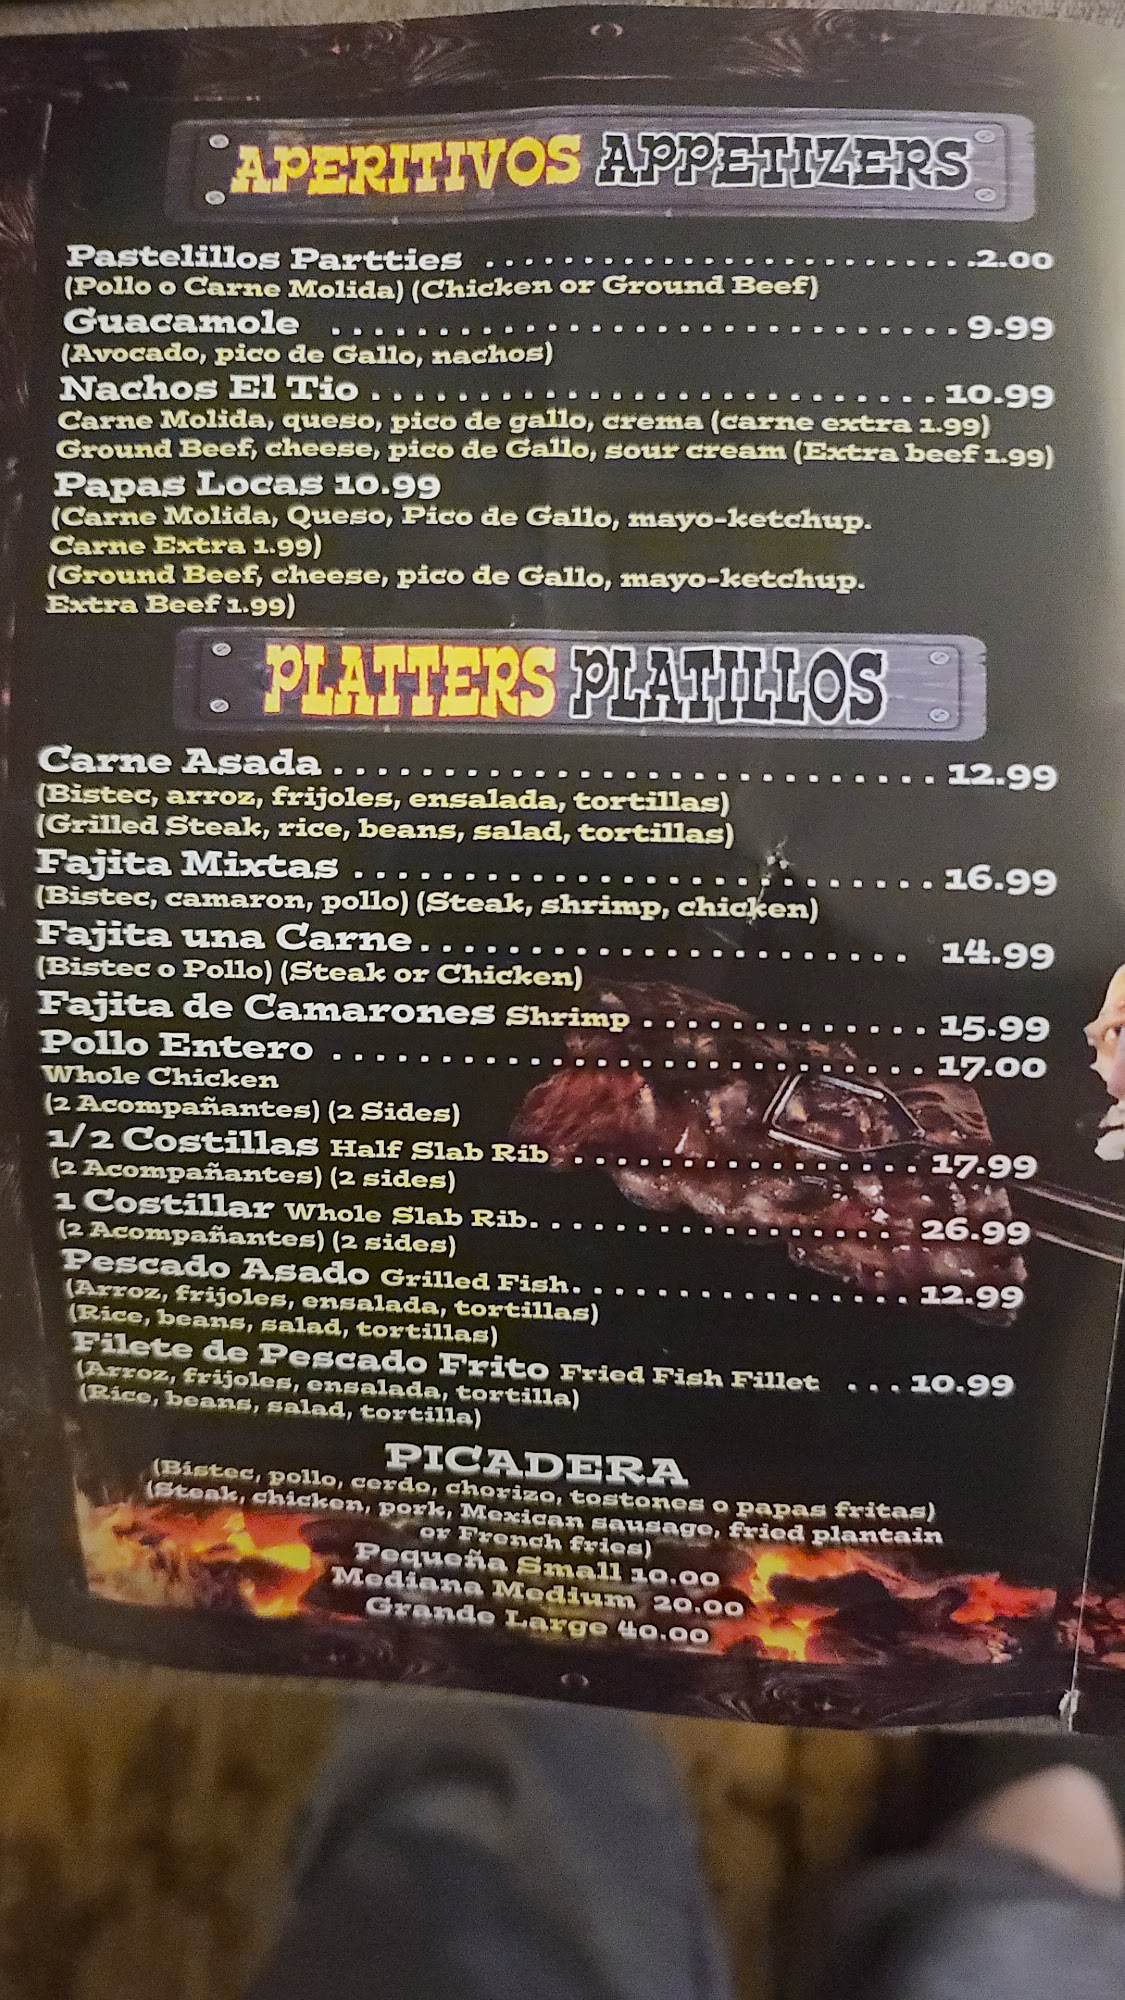 APERITIVOS APPETIZERS
Pastelillos Partties ........................2.00
(Pollo o Carne Molida) (Chicken or Ground Beef)
Guacamole ............................. 9.99
(Avocado, pico de Gallo, nachos)
Nachos El Tio .......................... 10.99
Carne Molida, queso, pico de gallo, crema (carne extra 1.99)
Ground Beef, cheese, pico de Gallo, sour cream (Extra beef 1.99)
Papas Locas 10.99
(Carne Molida, Queso, Pico de Gallo, mayo-ketchup.
Carne Extra 1.99)
(Ground Beef, cheese, pico de Gallo, mayo-ketchup.
Extra Beef 1.99)
PLATTERS PLATILLOS
Carne Asada ........................... 12.99
(Bistec, arroz, frijoles, ensalada, tortillas)
(Grilled Steak, rice, beans, salad, tortillas)
Fajita Mixtas .......................... 16.99
(Bistec, camaron, pollo) (Steak, shrimp, chicken)
Fajita una Carne...................... 14.99
(Bistec o Pollo) (Steak or Chicken)
Fajita de Camarones Shrimp ............. 15.99
Pollo Entero ........................... 17.00
Whole Chicken
(2 Acompañantes) (2 Sides)
1/2 Costillas Half Slab Rib ................ 17.99
(2 Acompañantes) (2 sides)
1 Costillar Whole Slab Rib................. 26.99
(2 Acompañantes) (2 sides)
Pescado Asado Grilled Fish................ 12.99
(Arroz, frijoles, ensalada, tortillas)
(Rice, beans, salad, tortillas)
Filete de Pescado Frito Fried Fish Fillet ... 10.99
(Arroz, frijoles, ensalada, tortilla)
(Rice, beans, salad, tortilla)
PICADERA
(Bistec, pollo, cerdo, chorizo, tostones o papas fritas)
(Steak, chicken, pork, Mexican sausage, fried plantain
or French fries)
Pequeña Small 10.00
Mediana Medium 20.00
Grande Large 40.00